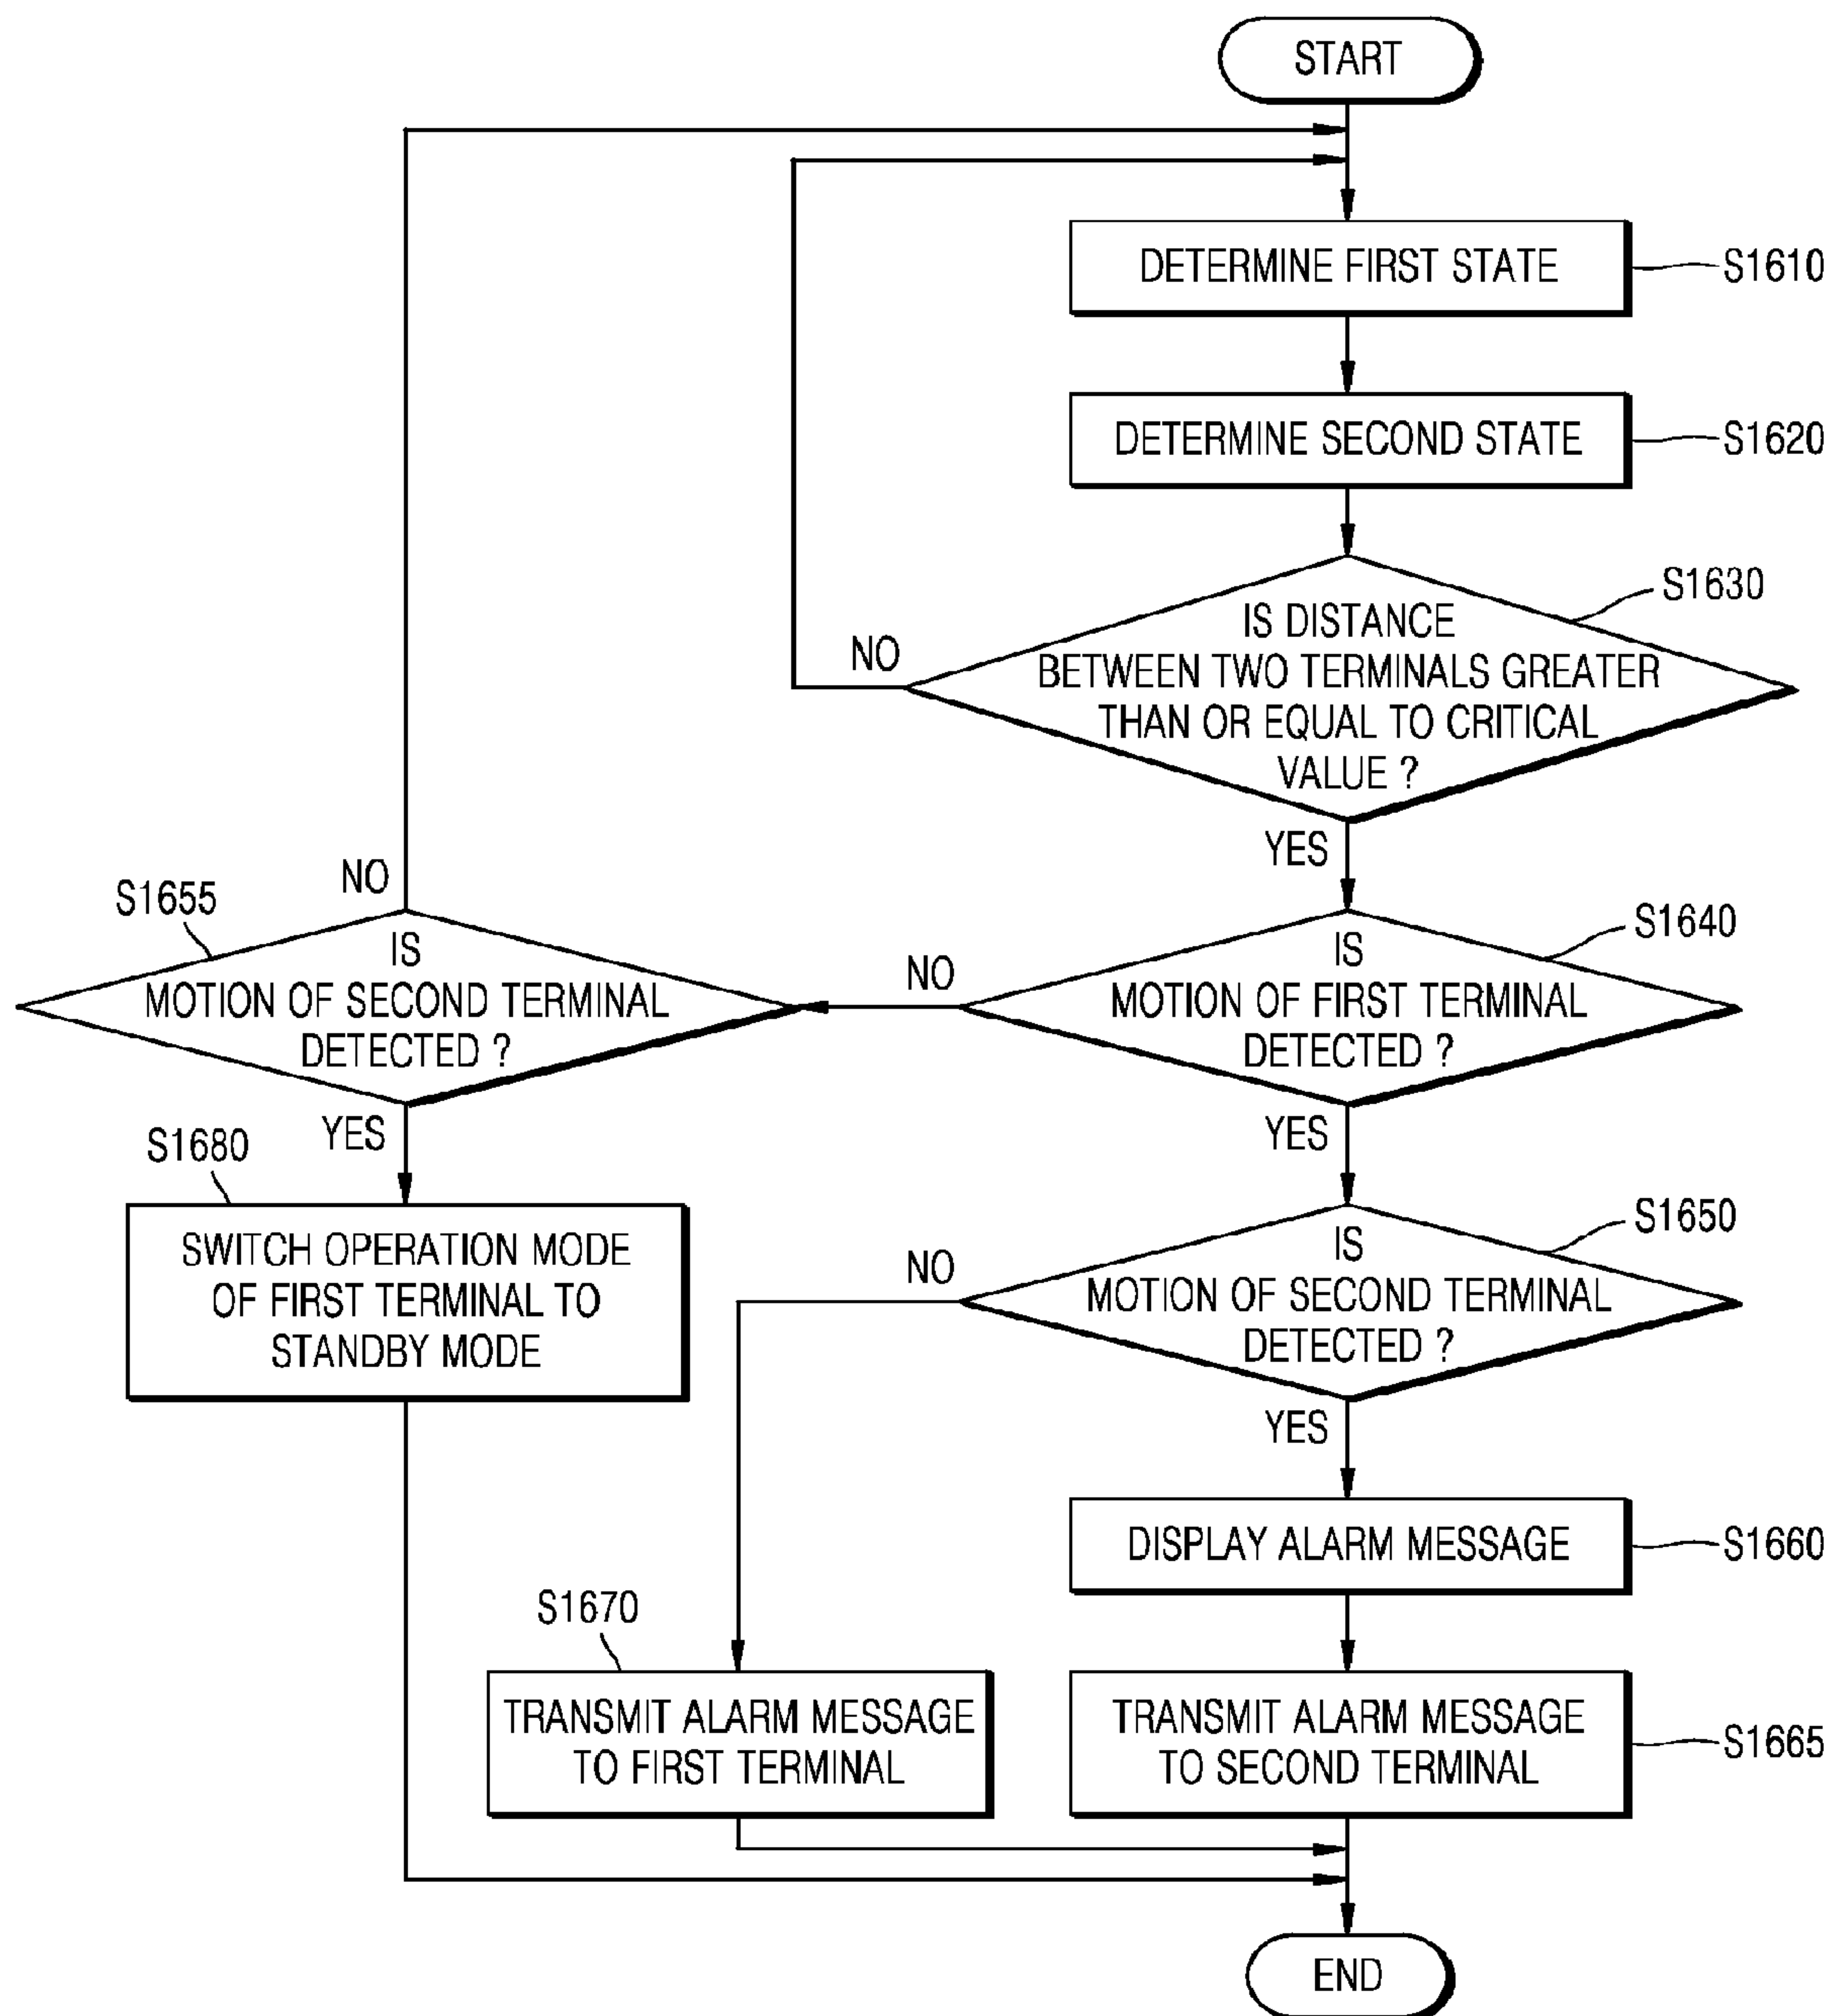 START
DETERMINE FIRST STATE
S1610
DETERMINE SECOND STATE
S1620
S1630
IS DISTANCE
BETWEEN TWO TERMINALS GREATER
THAN OR EQUAL TO CRITICAL
VALUE ?
NO
YES
S1640
IS
MOTION OF FIRST TERMINAL
DETECTED ?
NO
YES
S1655
NO
IS
MOTION OF SECOND TERMINAL
DETECTED ?
YES
S1680
SWITCH OPERATION MODE
OF FIRST TERMINAL TO
STANDBY MODE
S1650
IS
MOTION OF SECOND TERMINAL
DETECTED ?
NO
YES
DISPLAY ALARM MESSAGE
S1660
S1670
TRANSMIT ALARM MESSAGE
TO FIRST TERMINAL
TRANSMIT ALARM MESSAGE
TO SECOND TERMINAL
S1665
END